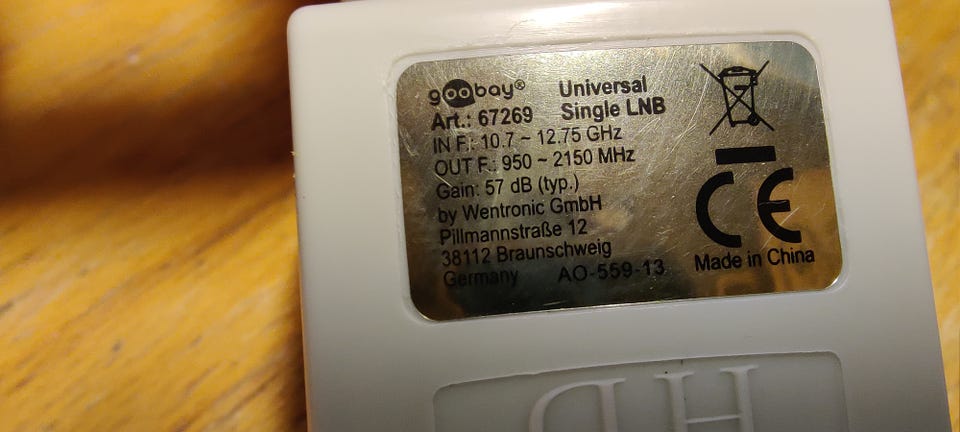 goobay® Universal
Art.: 67269 Single LNB
IN F.: 10.7 ~ 12.75 GHz
OUT F.: 950 ~ 2150 MHz
Gain: 57 dB (typ.)
by Wentronic GmbH
Pillmannstraße 12
38112 Braunschweig
Germany AO-559-13
CE
Made in China
HD